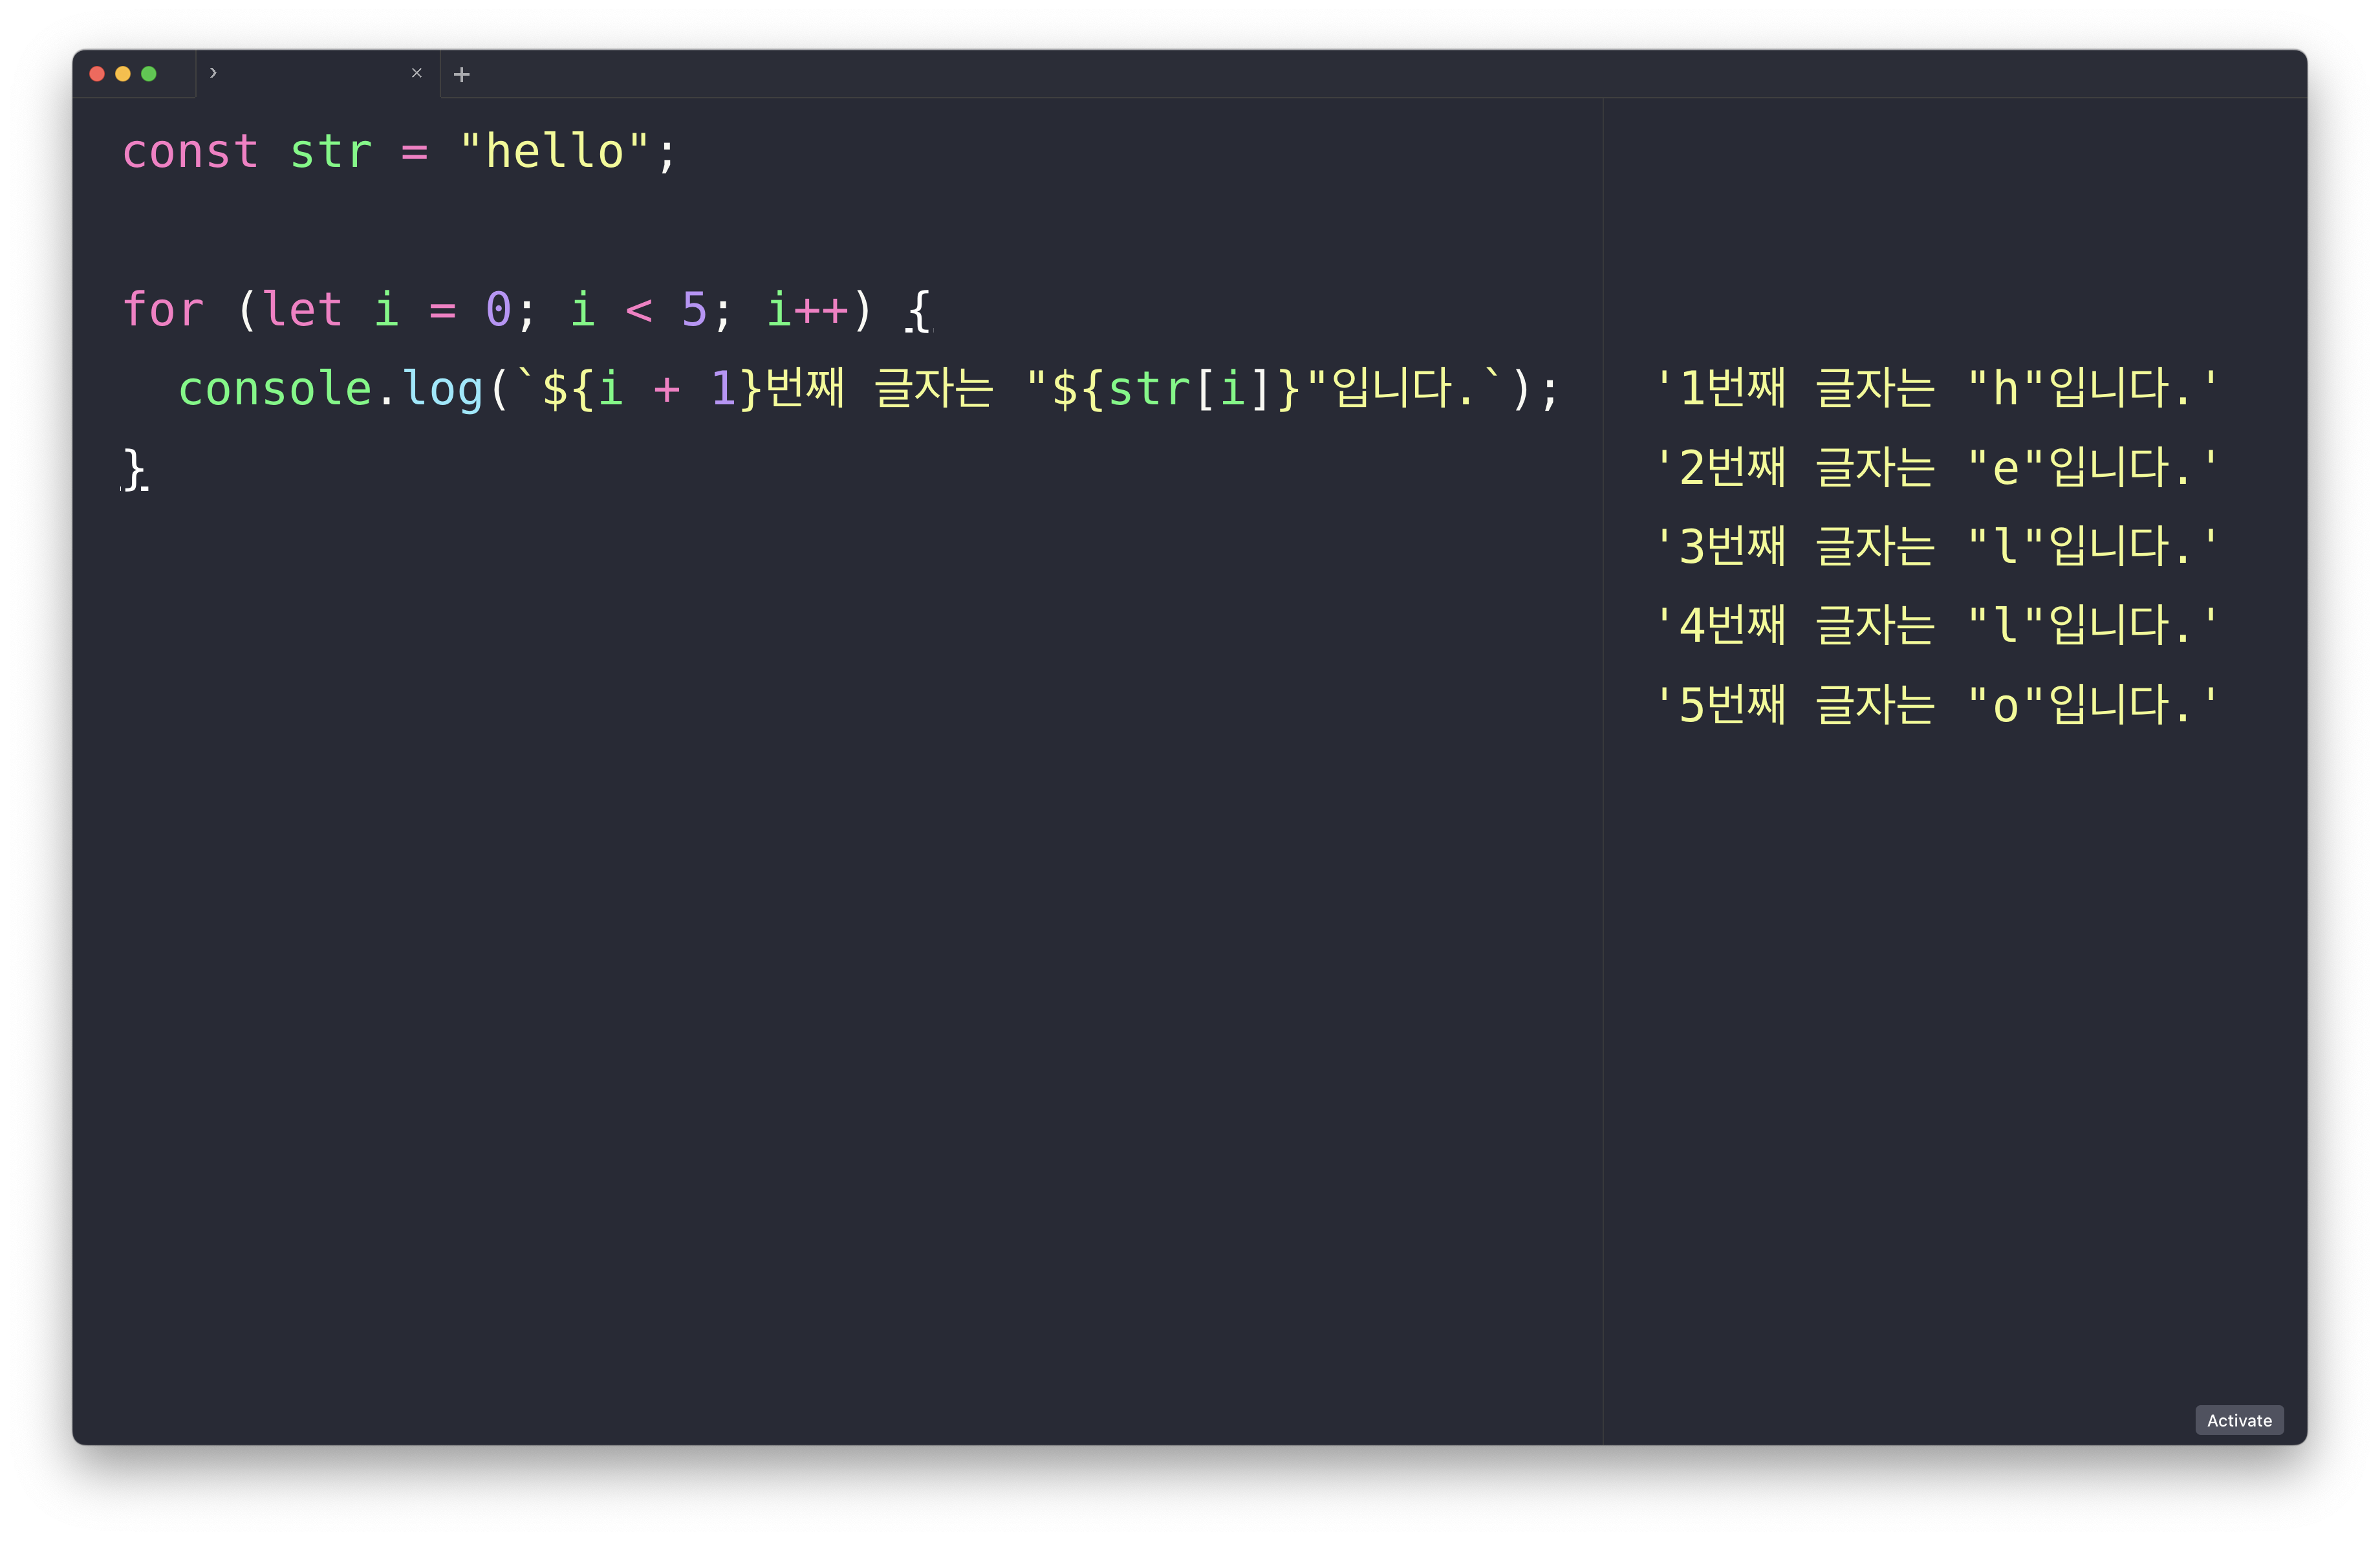 const str = "hello";
for (let i = 0; i < 5; i++) {
  console.log(`${i + 1}번째 글자는 "${str[i]}"입니다.`);
}
'1번째 글자는 "h"입니다.'
'2번째 글자는 "e"입니다.'
'3번째 글자는 "l"입니다.'
'4번째 글자는 "l"입니다.'
'5번째 글자는 "o"입니다.'
Activate